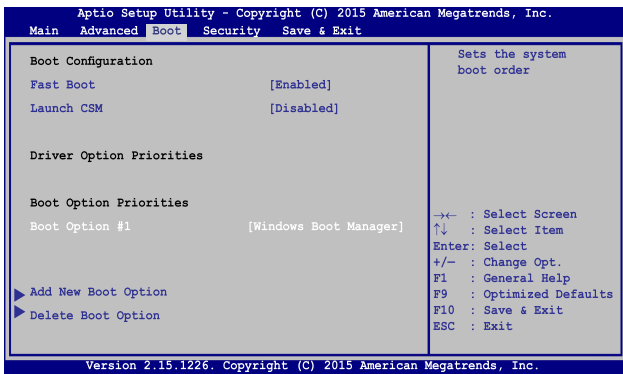 Aptio Setup Utility - Copyright (C) 2015 American Megatrends, Inc.
Main Advanced Boot Security Save & Exit
Boot Configuration
Fast Boot [Enabled]
Launch CSM [Disabled]
Driver Option Priorities
Boot Option Priorities
Boot Option #1 [Windows Boot Manager]
Add New Boot Option
Delete Boot Option
Sets the system
boot order
→← : Select Screen
↑↓ : Select Item
Enter: Select
+/— : Change Opt.
F1 : General Help
F9 : Optimized Defaults
F10 : Save & Exit
ESC : Exit
Version 2.15.1226. Copyright (C) 2015 American Megatrends, Inc.